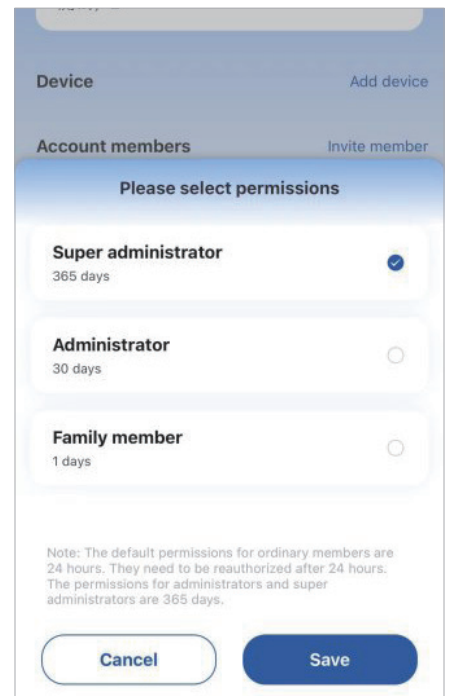 Device
Add device
Account members
Invite member
Please select permissions
Super administrator
365 days
Administrator
30 days
Family member
1 days
Note: The default permissions for ordinary members are
24 hours. They need to be reauthorized after 24 hours.
The permissions for administrators and super
administrators are 365 days.
Cancel
Save